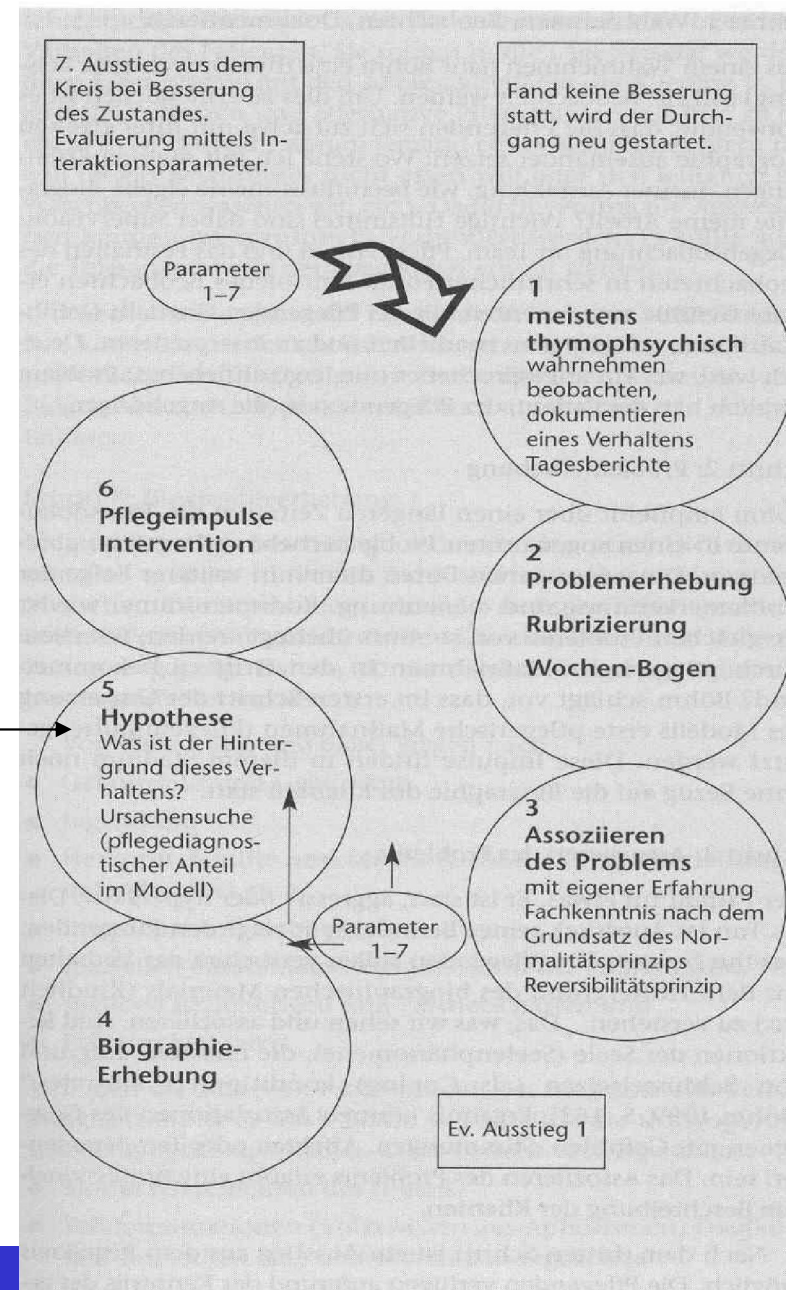 7. Ausstieg aus dem
Kreis bei Besserung
des Zustandes.
Evaluierung mittels In-
teraktionsparameter.
Fand keine Besserung
statt, wird der Durch-
gang neu gestartet.
Parameter
1–7
meistens
thymophsychisch
wahrnehmen
beobachten,
dokumentieren
eines Verhaltens
Tagesberichte
2
Problemerhebung
Rubrizierung
Wochen-Bogen
3
Assoziieren
des Problems
mit eigener Erfahrung
Fachkenntnis nach dem
Grundsatz des Nor-
malitätsprinzips
Reversibilitätsprinzip
Ev. Ausstieg 1
Parameter
1–7
4
Biographie-
Erhebung
5
Hypothese
Was ist der Hinter-
grund dieses Ver-
haltens?
Ursachensuche
(pflegediagnos-
tischer Anteil
im Modell)
6
Pflegeimpulse
Intervention